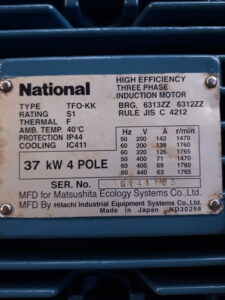 National
HIGH EFFICIENCY
THREE PHASE
INDUCTION MOTOR
TYPE TFO-KK
RATING S1
THERMAL F
AMB. TEMP. 40°C
PROTECTION IP44
COOLING IC411
BRG. 6313ZZ 6312ZZ
RULE JIS C 4212
Hz V A r/min
50 200 142 1470
60 200 138 1760
60 220 126 1765
50 400 71 1470
60 400 69 1760
60 440 63 1765
37 kW 4 POLE
SER. No.
MFD for Matsushita Ecology Systems Co., Ltd.
MFD By Hitachi Industrial Equipment Systems Co., Ltd.
Made in Japan ND30298